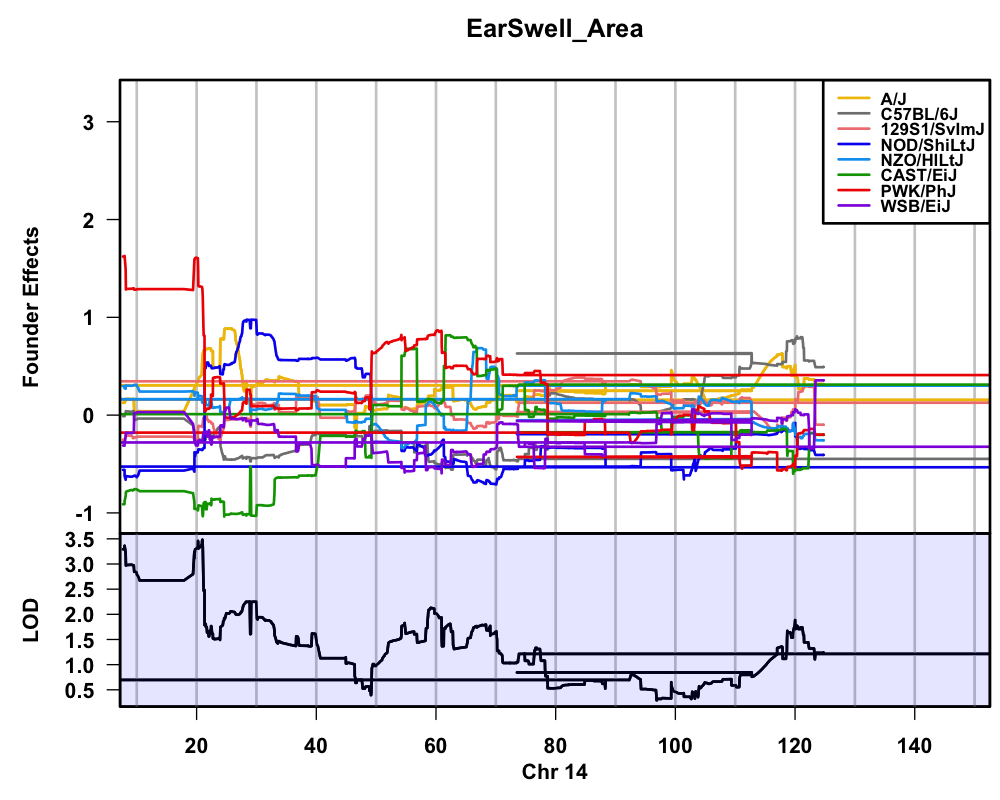 EarSwell_Area
Founder Effects
3
2
1
0
-1
A/J
C57BL/6J
129S1/SvImJ
NOD/ShiLtJ
NZO/HlLtJ
CAST/EiJ
PWK/PhJ
WSB/EiJ
LOD
3.5
3.0
2.5
2.0
1.5
1.0
0.5
20 40 60 80 100 120 140
Chr 14